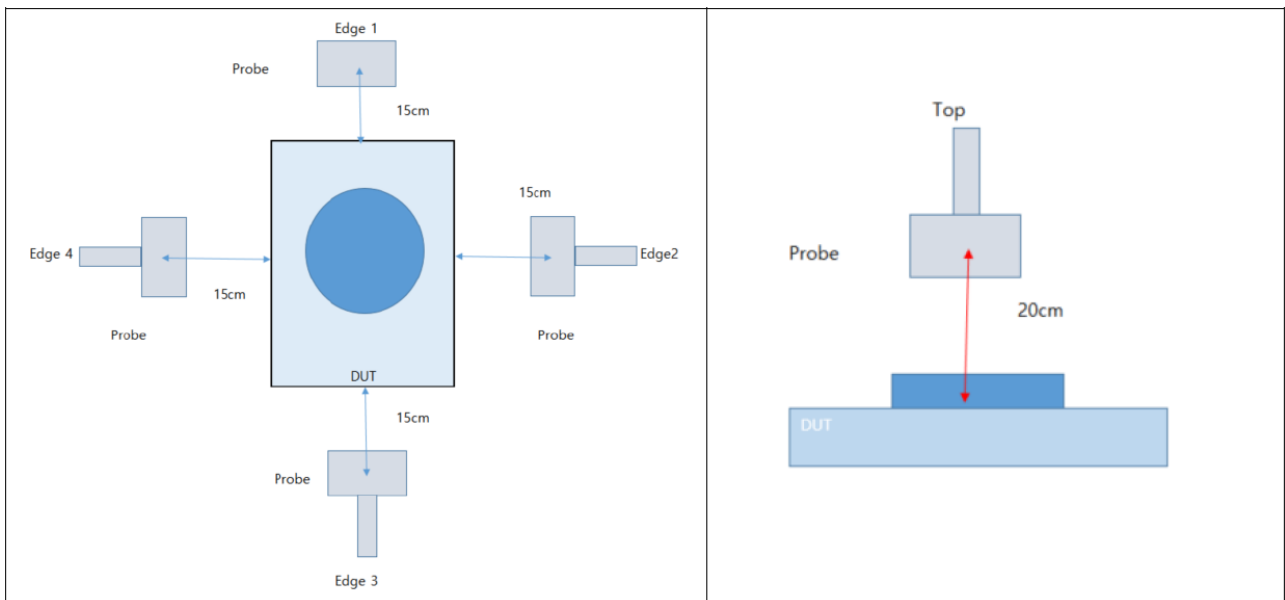 Edge 1
Probe
15cm
15cm
Edge 4
Edge2
15cm
Probe
Probe
DUT
15cm
Probe
Edge 3
Top
Probe
20cm
DUT